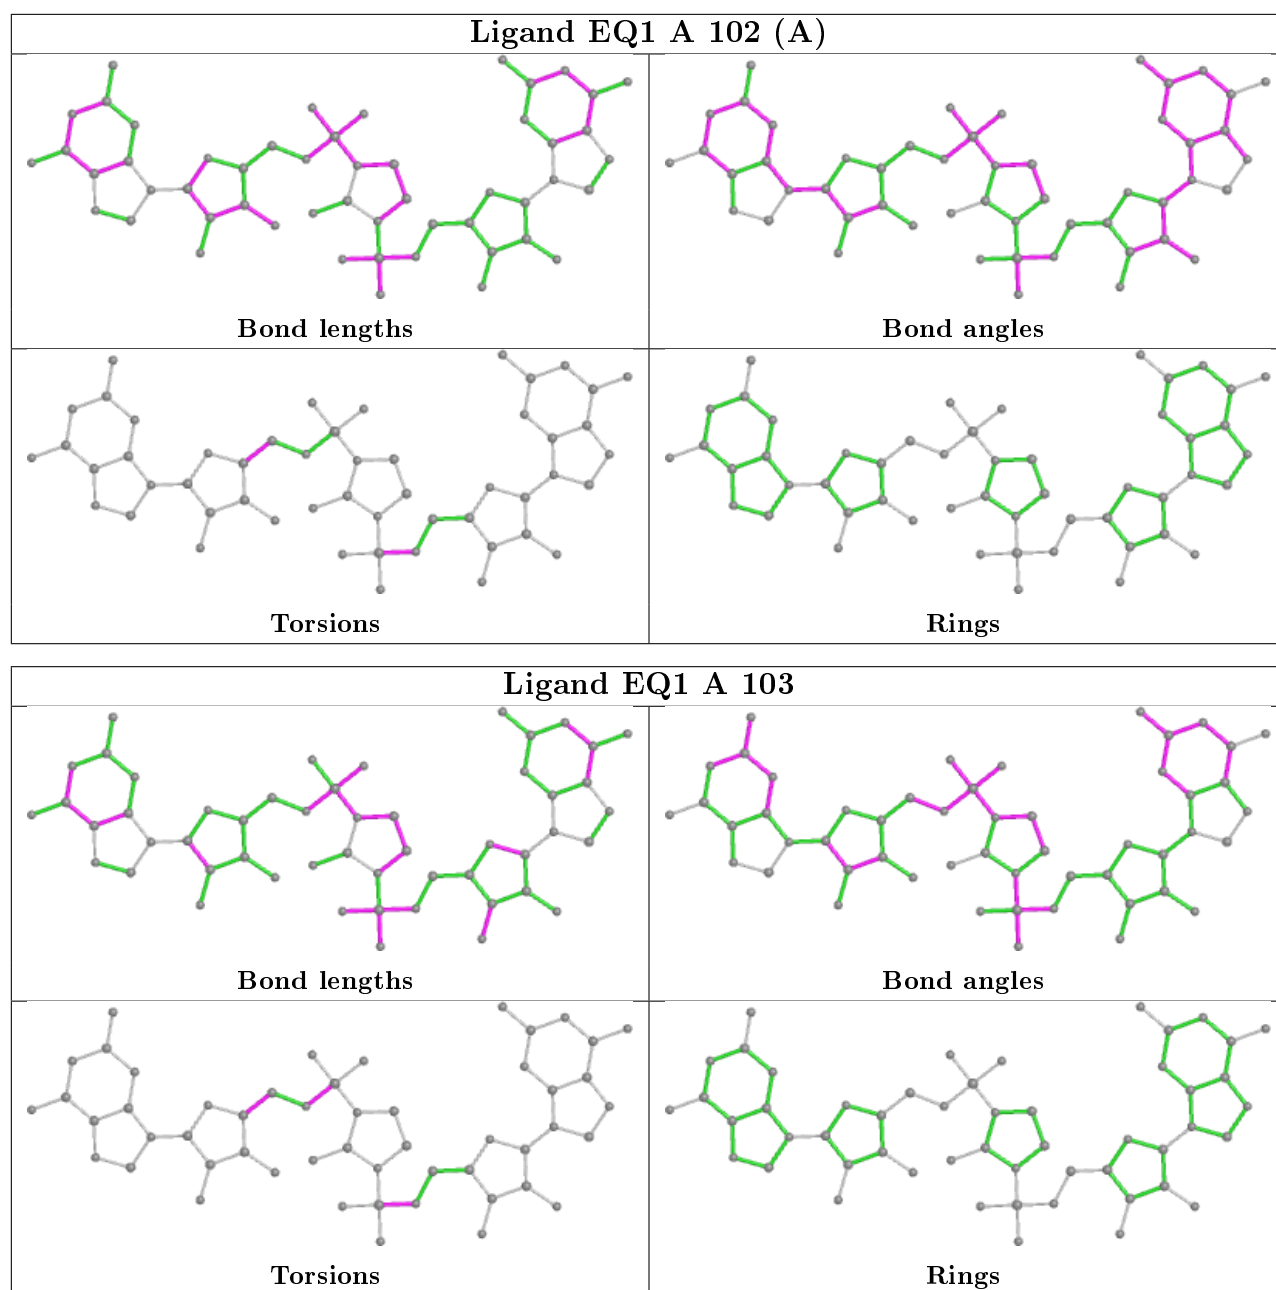 Ligand EQ1 A 102 (A)
Bond lengths
Bond angles
Torsions
Rings
Ligand EQ1 A 103
Bond lengths
Bond angles
Torsions
Rings